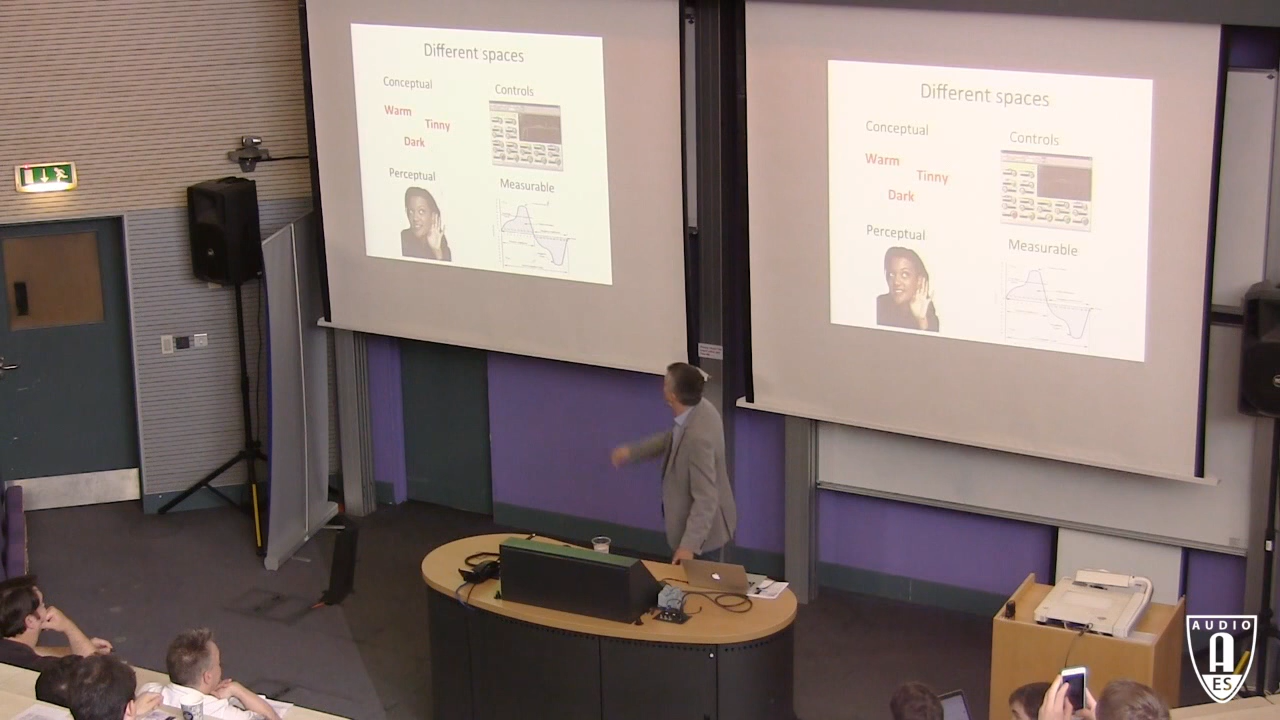 Different spaces
Conceptual
Controls
Warm
Tinny
Dark
Perceptual
Measurable
Different spaces
Conceptual
Controls
Warm
Tinny
Dark
Perceptual
Measurable
AUDIO
A
ES